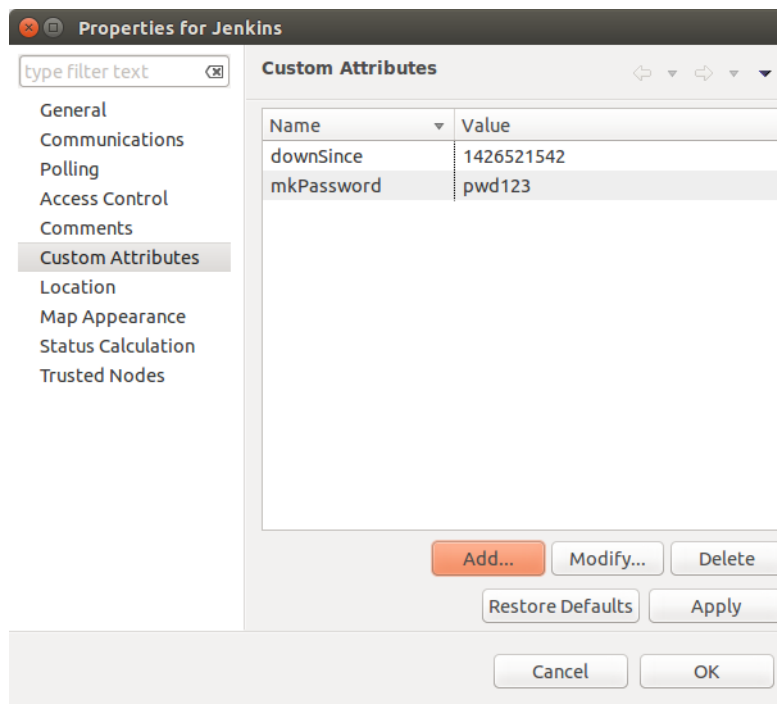 Properties for Jenkins
type filter text
General
Communications
Polling
Access Control
Comments
Custom Attributes
Location
Map Appearance
Status Calculation
Trusted Nodes
Custom Attributes
Name Value
downSince 1426521542
mkPassword pwd123
Add... Modify... Delete
Restore Defaults Apply
Cancel OK